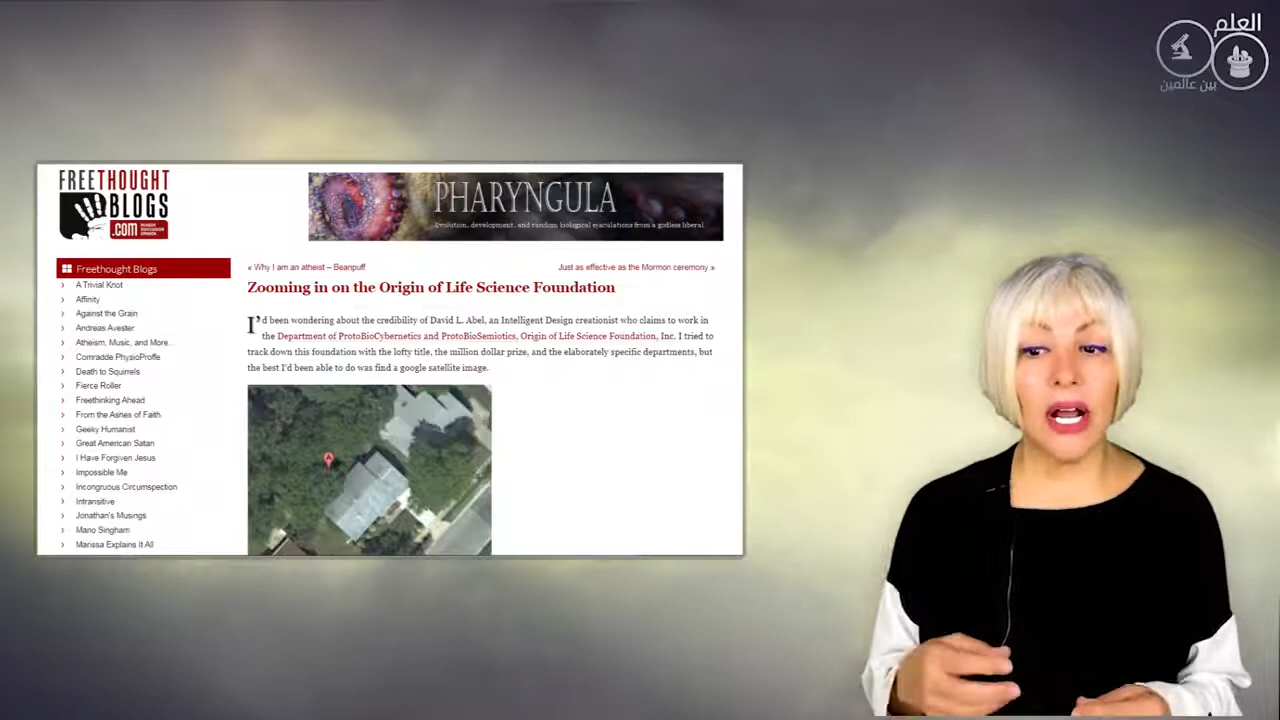 العلم
بين عالمين
FREETHOUGHT
BLOGS
.com
PHARYNGULA
Evolution, development, and random biological ejaculations from a godless liberal
Freethought Blogs
A Trivial Knot
Affinity
Against the Grain
Andreas Avester
Atheism, Music, and More...
Comradde PhysioProffe
Death to Squirrels
Fierce Roller
Freethinking Ahead
From the Ashes of Faith
Geeky Humanist
Great American Satan
I Have Forgiven Jesus
Impossible Me
Incongruous Circumspection
Intransitive
Jonathan's Musings
Mano Singham
Marissa Explains It All
« Why I am an atheist – Beanpuff
Just as effective as the Mormon ceremony »
Zooming in on the Origin of Life Science Foundation
I'd been wondering about the credibility of David L. Abel, an Intelligent Design creationist who claims to work in
the Department of ProtoBioCybernetics and ProtoBioSemiotics, Origin of Life Science Foundation, Inc. I tried to
track down this foundation with the lofty title, the million dollar prize, and the elaborately specific departments, but
the best I'd been able to do was find a google satellite image.
A